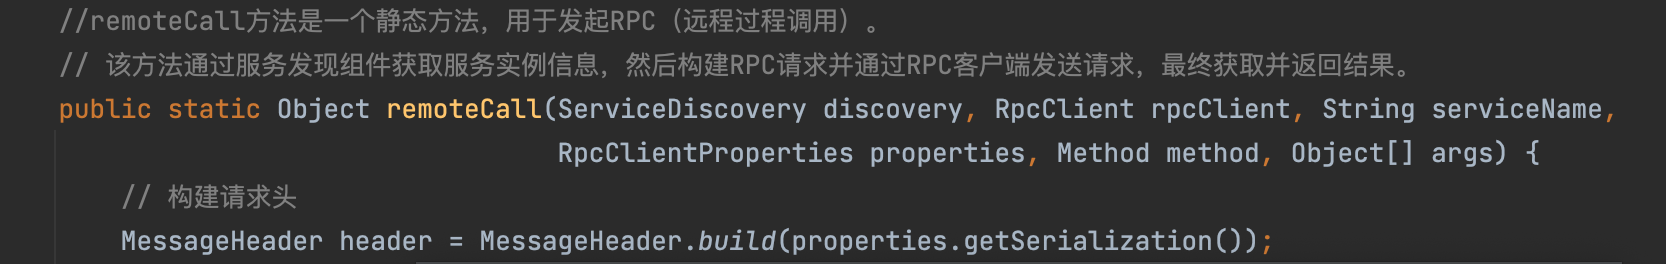 //remoteCall方法是一个静态方法，用于发起RPC（远程过程调用）。
// 该方法通过服务发现组件获取服务实例信息，然后构建RPC请求并通过RPC客户端发送请求，最终获取并返回结果。
public static Object remoteCall(ServiceDiscovery discovery, RpcClient rpcClient, String serviceName,
RpcClientProperties properties, Method method, Object[] args) {
// 构建请求头
MessageHeader header = MessageHeader.build(properties.getSerialization());